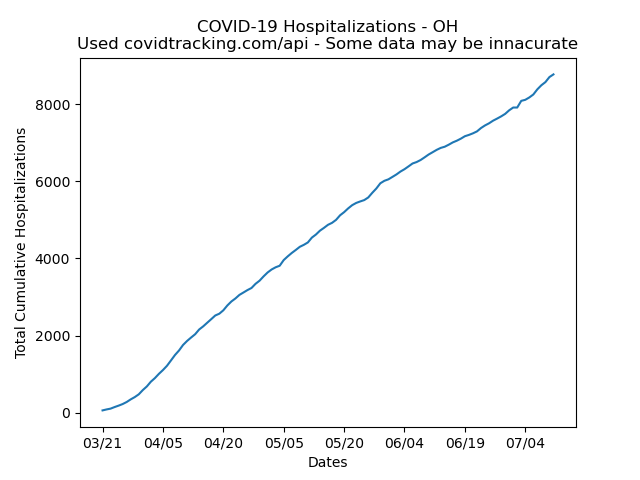 COVID-19 Hospitalizations - OH
Used covidtracking.com/api - Some data may be innacurate
Total Cumulative Hospitalizations
8000
6000
4000
2000
0
03/21 04/05 04/20 05/05 05/20 06/04 06/19 07/04
Dates